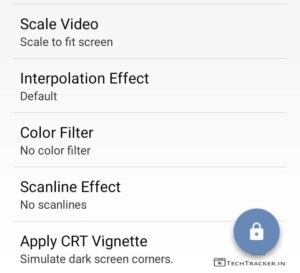 Scale Video
Scale to fit screen
Interpolation Effect
Default
Color Filter
No color filter
Scanline Effect
No scanlines
Apply CRT Vignette
Simulate dark screen corners.
TechTracker.in